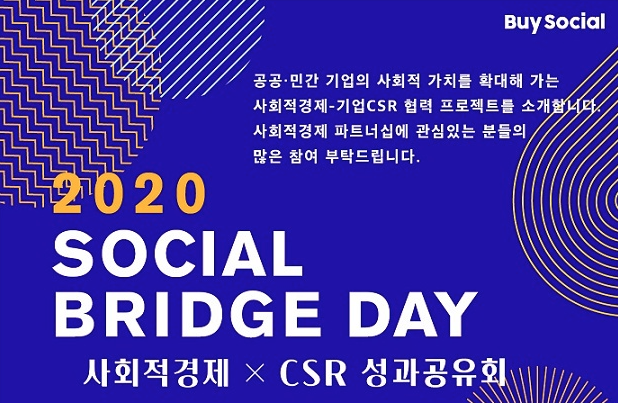 Buy Social
공공·민간 기업의 사회적 가치를 확대해 가는
사회적경제-기업CSR 협력 프로젝트를 소개합니다.
사회적경제 파트너십에 관심있는 분들의
많은 참여 부탁드립니다.
2020
SOCIAL
BRIDGE DAY
사회적경제 × CSR 성과공유회